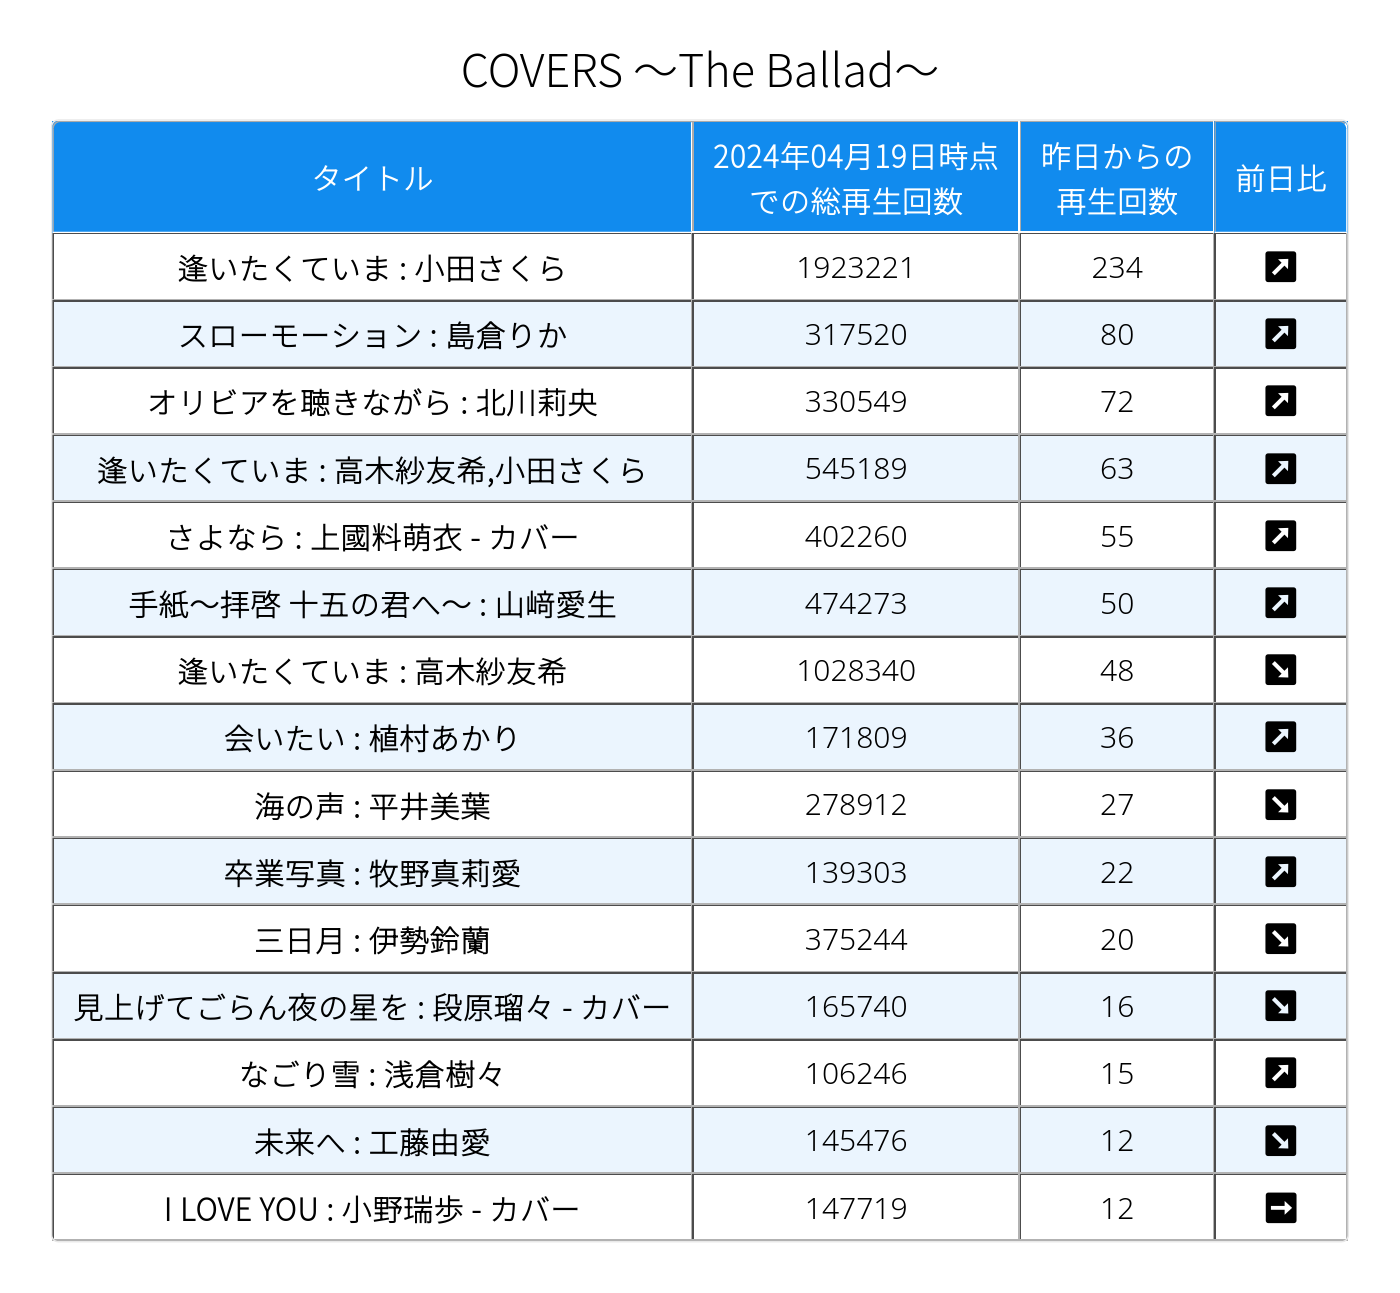 COVERS ～The Ballad～
タイトル 2024年04月19日時点での総再生回数 昨日からの再生回数 前日比
逢いたくていま : 小田さくら 1923221 234 ↗
スローモーション : 島倉りか 317520 80 ↗
オリビアを聴きながら : 北川莉央 330549 72 ↗
逢いたくていま : 高木紗友希,小田さくら 545189 63 ↗
さよなら : 上國料萌衣 - カバー 402260 55 ↗
手紙～拝啓 十五の君へ～ : 山﨑愛生 474273 50 ↗
逢いたくていま : 高木紗友希 1028340 48 ↘
会いたい : 植村あかり 171809 36 ↗
海の声 : 平井美葉 278912 27 ↘
卒業写真 : 牧野真莉愛 139303 22 ↗
三日月 : 伊勢鈴蘭 375244 20 ↘
見上げてごらん夜の星を : 段原瑠々 - カバー 165740 16 ↘
なごり雪 : 浅倉樹々 106246 15 ↗
未来へ : 工藤由愛 145476 12 ↘
I LOVE YOU : 小野瑞歩 - カバー 147719 12 →